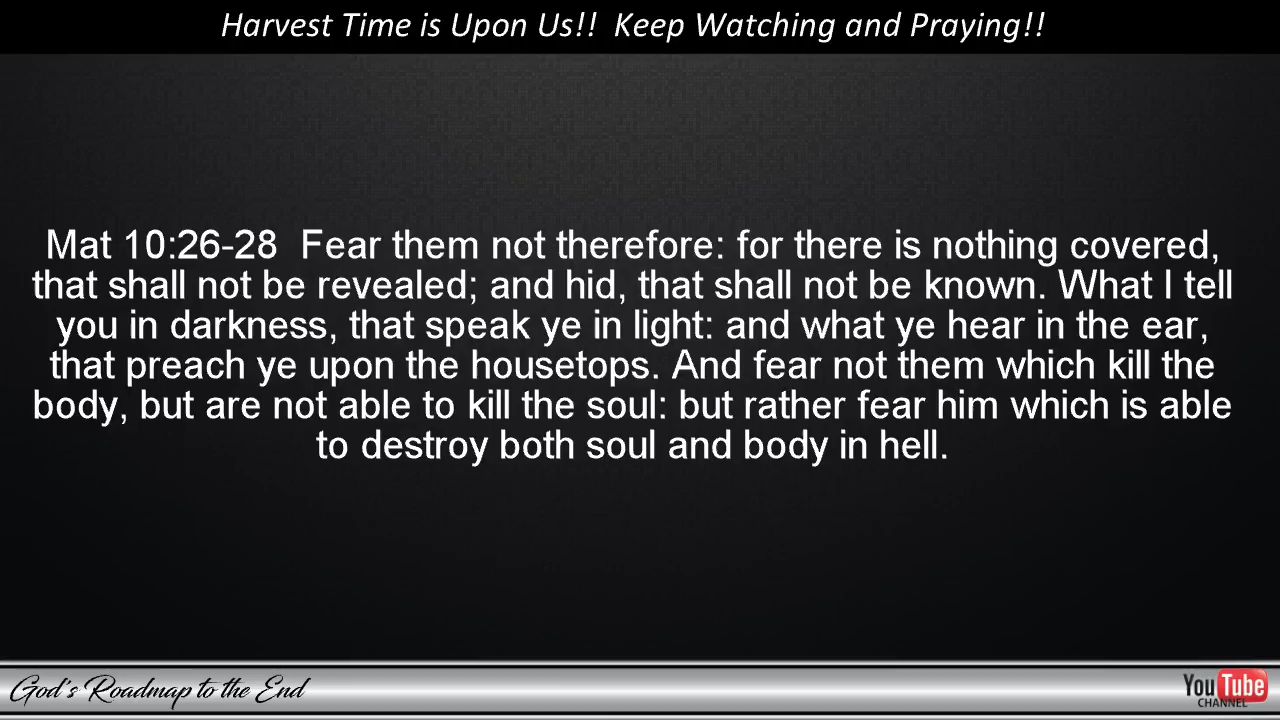 Harvest Time is Upon Us!!  Keep Watching and Praying!!
Mat 10:26-28  Fear them not therefore: for there is nothing covered,
that shall not be revealed; and hid, that shall not be known. What I tell
you in darkness, that speak ye in light: and what ye hear in the ear,
that preach ye upon the housetops. And fear not them which kill the
body, but are not able to kill the soul: but rather fear him which is able
to destroy both soul and body in hell.
God's Roadmap to the End
YouTube
CHANNEL